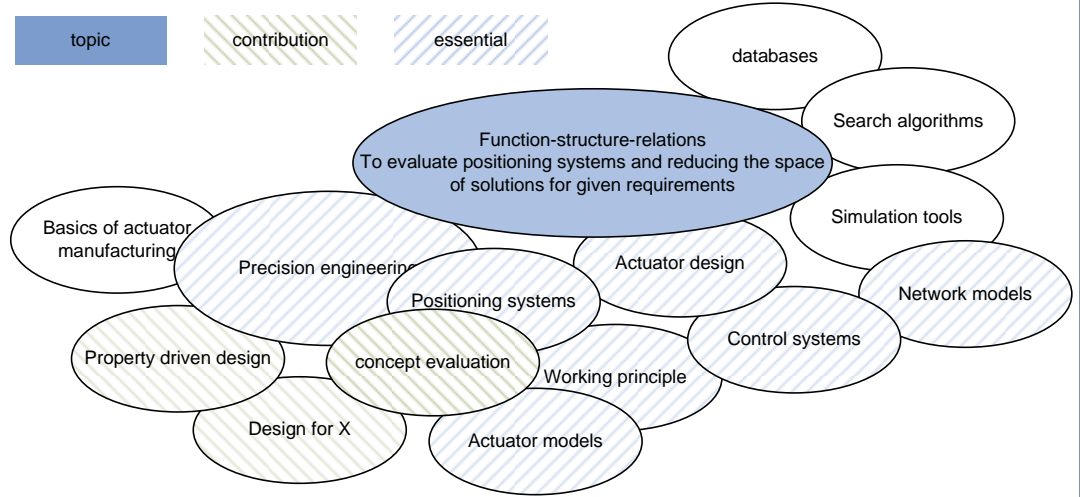 topic
contribution
essential
databases
Search algorithms
Function-structure-relations
To evaluate positioning systems and reducing the space
of solutions for given requirements
Simulation tools
Basics of actuator
manufacturing
Precision engineering
Actuator design
Positioning systems
Network models
Control systems
Property driven design
concept evaluation
Working principle
Design for X
Actuator models